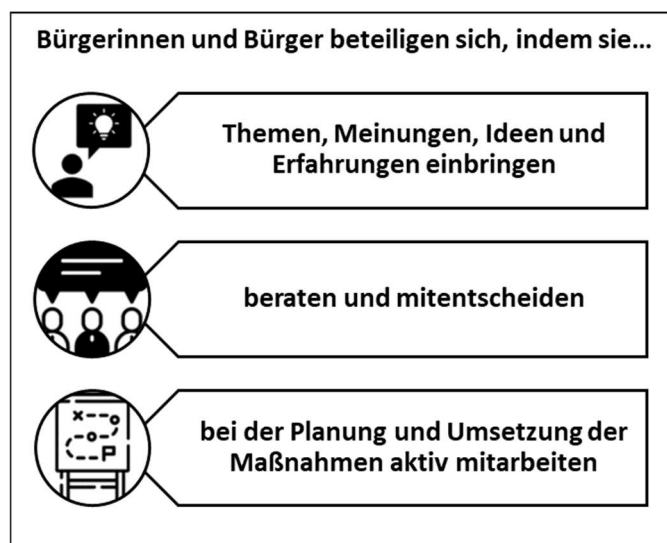 Bürgerinnen und Bürger beteiligen sich, indem sie...
Themen, Meinungen, Ideen und
Erfahrungen einbringen
beraten und mitentscheiden
bei der Planung und Umsetzung der
Maßnahmen aktiv mitarbeiten